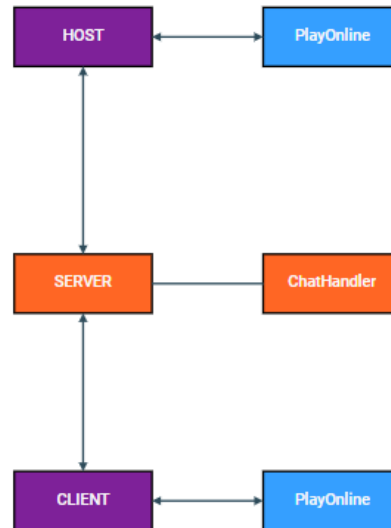 HOST
PlayOnline
SERVER
ChatHandler
CLIENT
PlayOnline